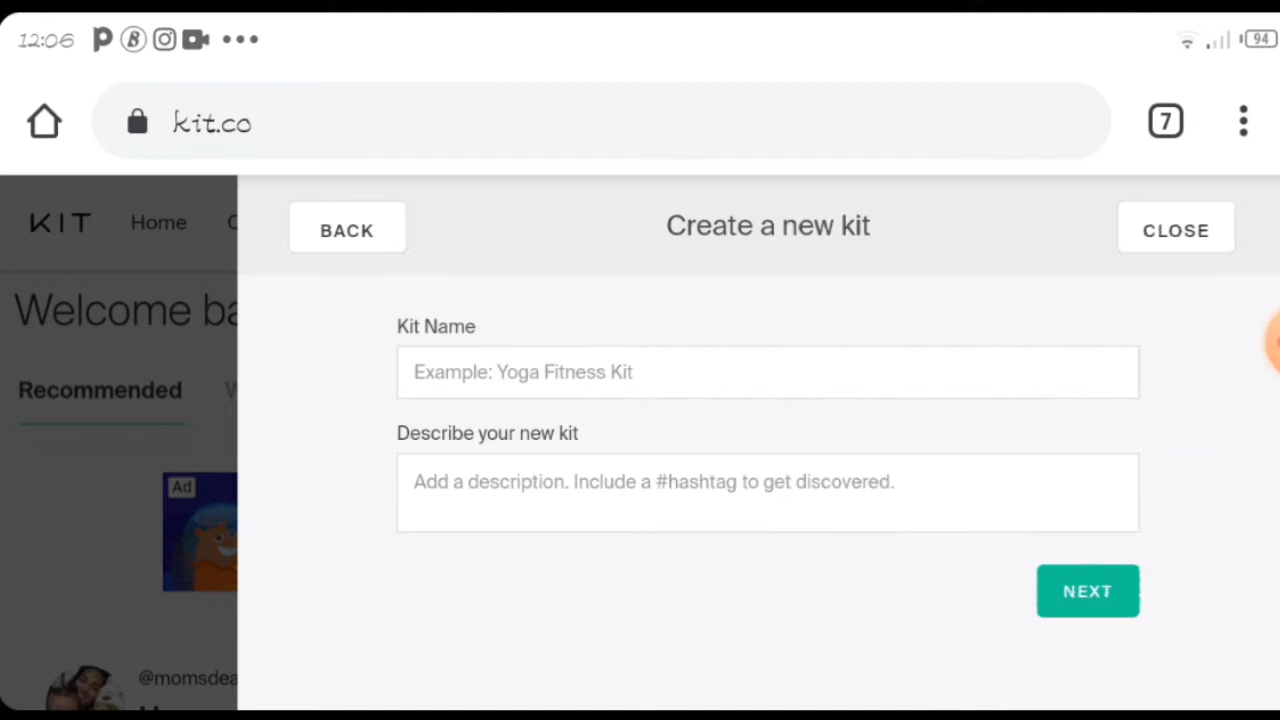 12:06
94
kit.co
7
KIT Home
BACK
Create a new kit
CLOSE
Welcome
Kit Name
Example: Yoga Fitness Kit
Recommended
Describe your new kit
Add a description. Include a #hashtag to get discovered.
Ad
NEXT
@momsdea